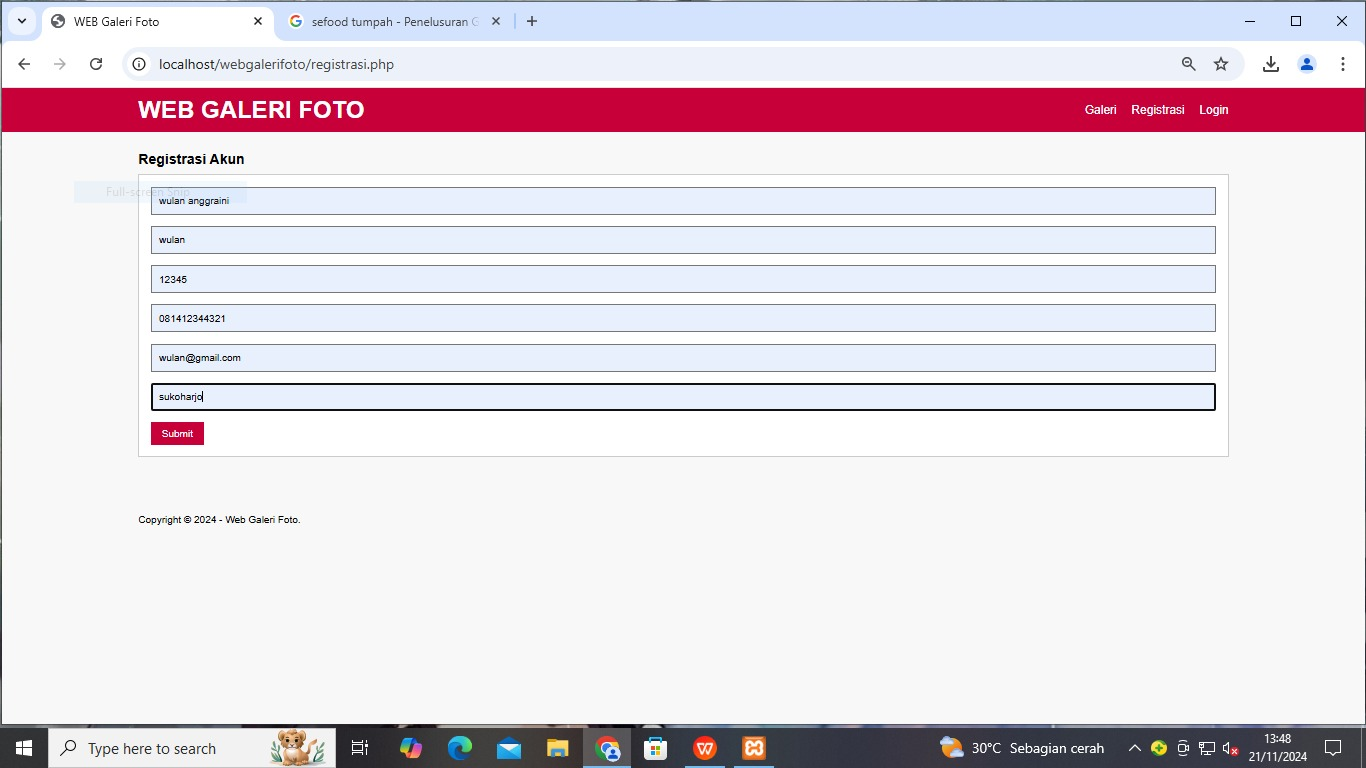 WEB Galeri Foto
sefood tumpah - Penelusuran G
localhost/webgalerifoto/registrasi.php
WEB GALERI FOTO
Galeri Registrasi Login
Registrasi Akun
Full-screen Snip
wulan anggraini
wulan
12345
081412344321
wulan@gmail.com
sukoharjo
Submit
Copyright © 2024 - Web Galeri Foto.
Type here to search
30°C Sebagian cerah
13:48
21/11/2024